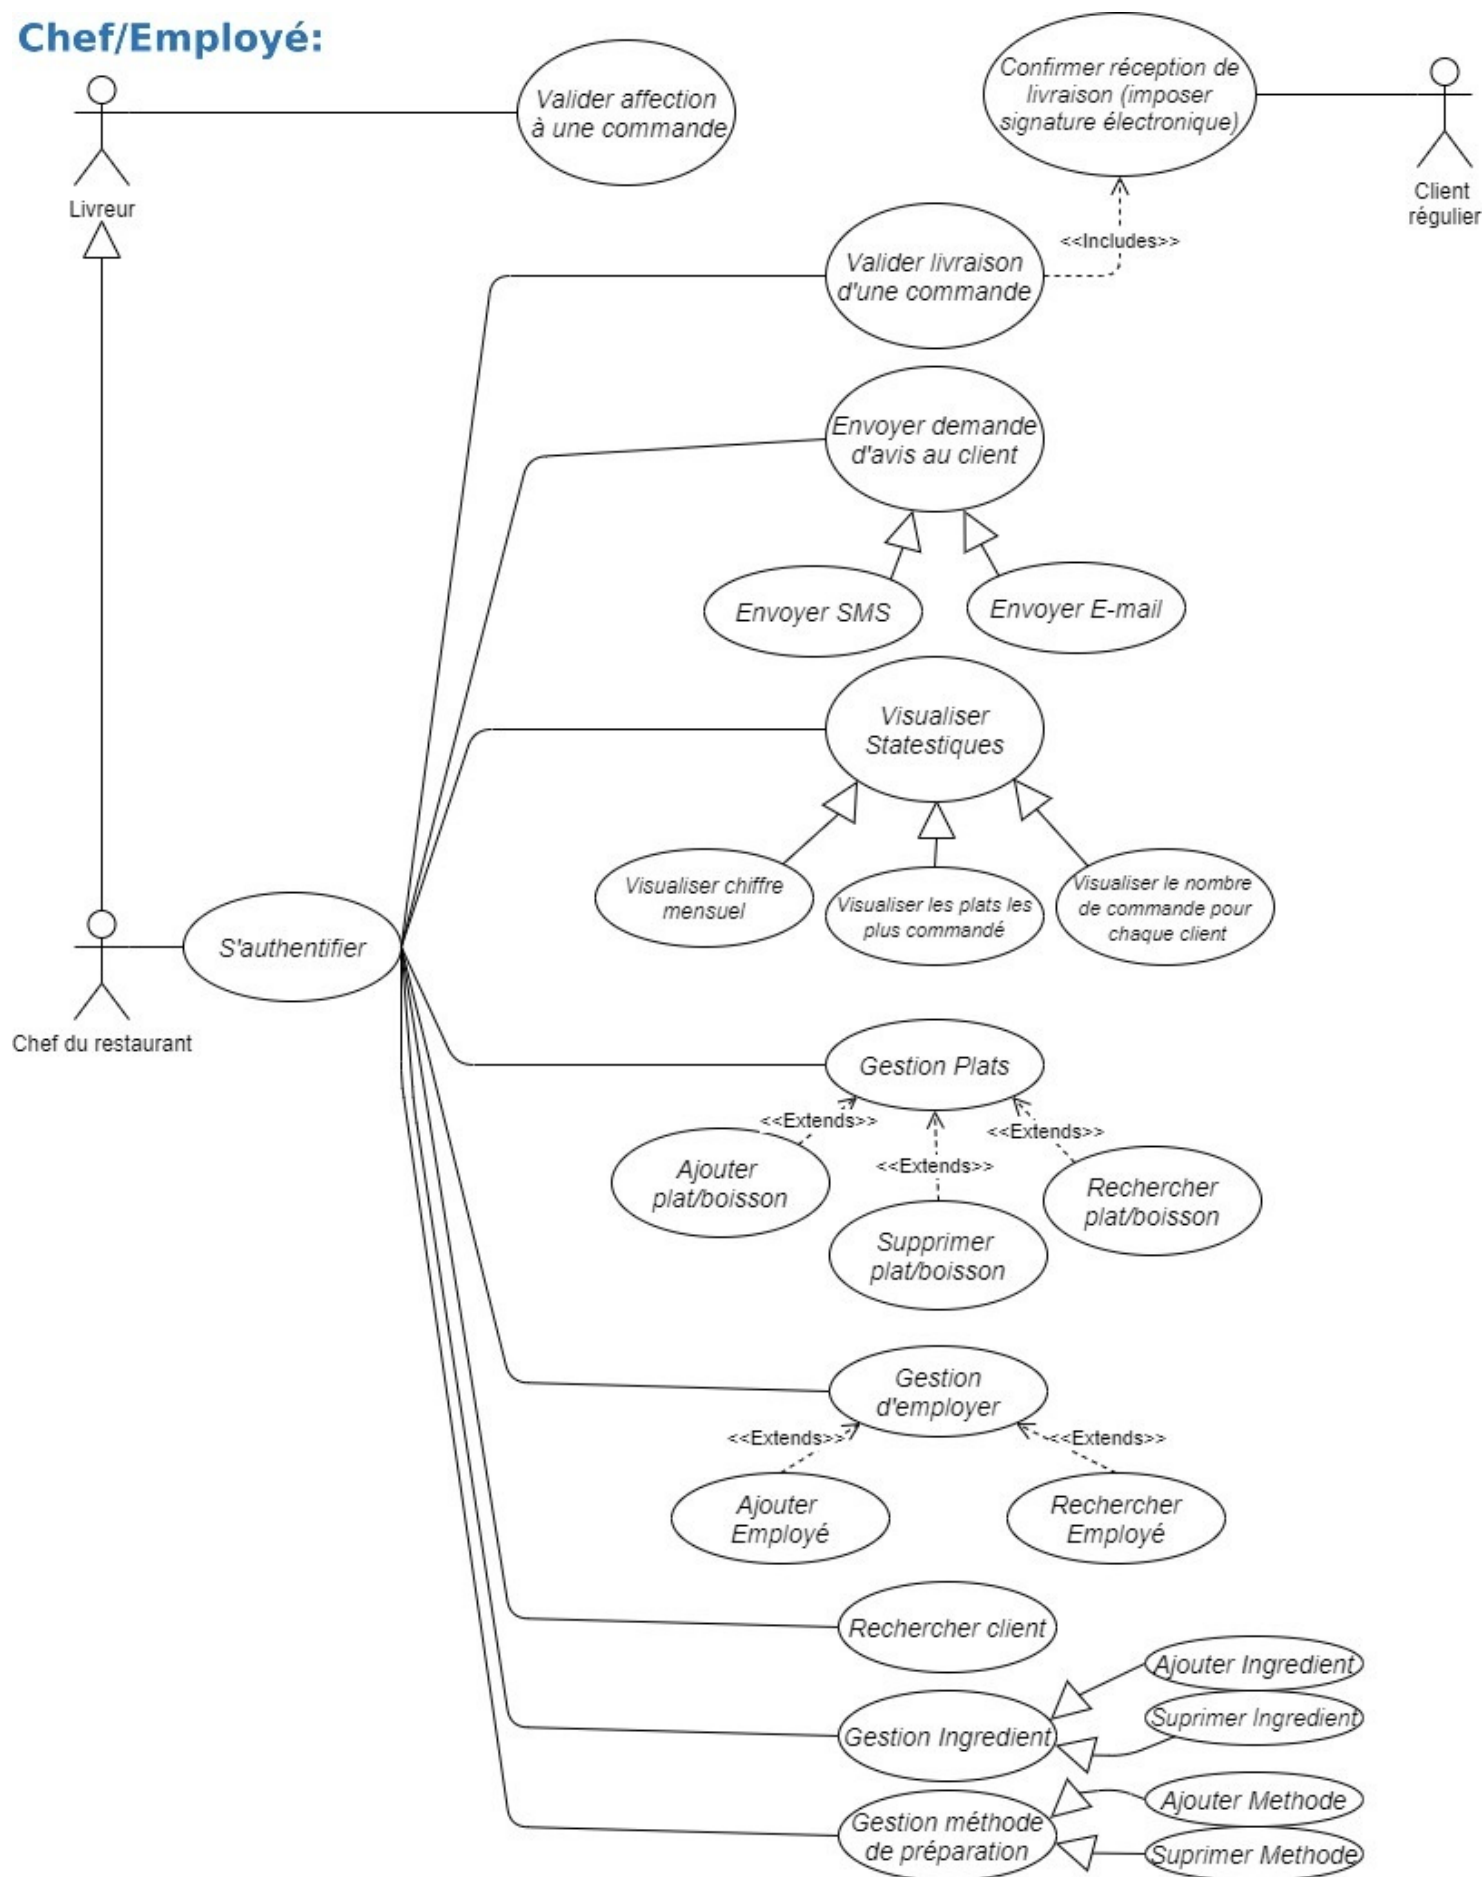 Chef/Employé:
Livreur
Valider affection
à une commande
Confirmer réception de
livraison (imposer
signature électronique)
Client
régulier
<<Includes>>
Valider livraison
d'une commande
Envoyer demande
d'avis au client
Envoyer SMS
Envoyer E-mail
Visualiser
Statestiques
Visualiser chiffre
mensuel
Visualiser les plats les
plus commandé
Visualiser le nombre
de commande pour
chaque client
S'authentifier
Chef du restaurant
Gestion Plats
<<Extends>>
<<Extends>>
<<Extends>>
Ajouter
plat/boisson
Supprimer
plat/boisson
Rechercher
plat/boisson
Gestion
d'employer
<<Extends>>
<<Extends>>
Ajouter
Employé
Rechercher
Employé
Rechercher client
Gestion Ingredient
Ajouter Ingredient
Suprimer Ingredient
Gestion méthode
de préparation
Ajouter Methode
Suprimer Methode